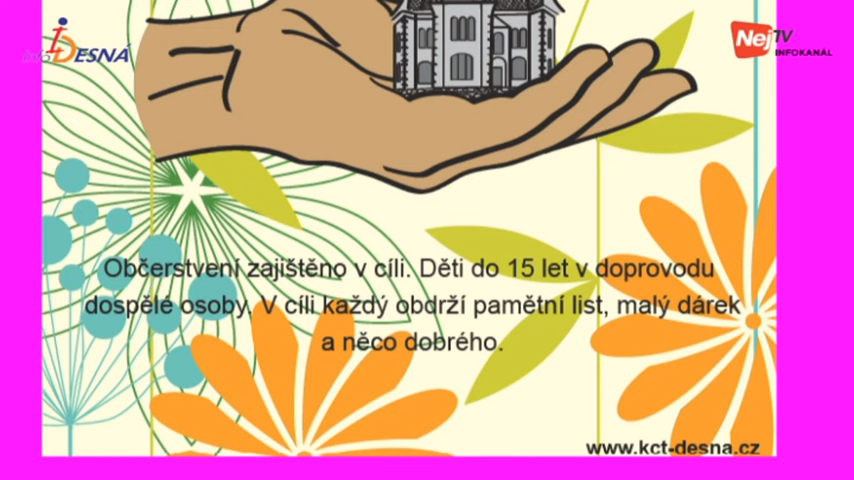 info DESNÁ
Nej TV
INFOKANÁL
Občerstvení zajištěno v cíli. Děti do 15 let v doprovodu
dospělé osoby. V cíli každý obdrží pamětní list, malý dárek
a něco dobrého.
www.kct-desna.cz